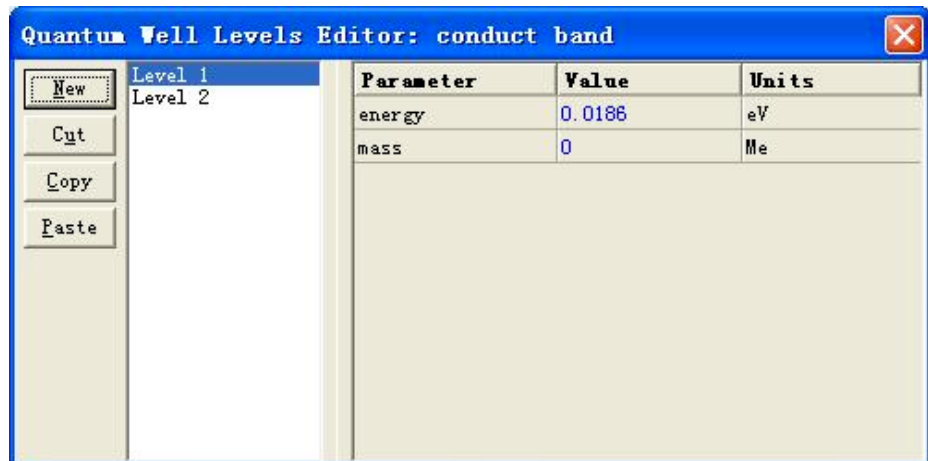 Quantum Well Levels Editor: conduct band
New
Cut
Copy
Paste
Level 1
Level 2
Parameter Value Units
energy 0.0186 eV
mass 0 Me